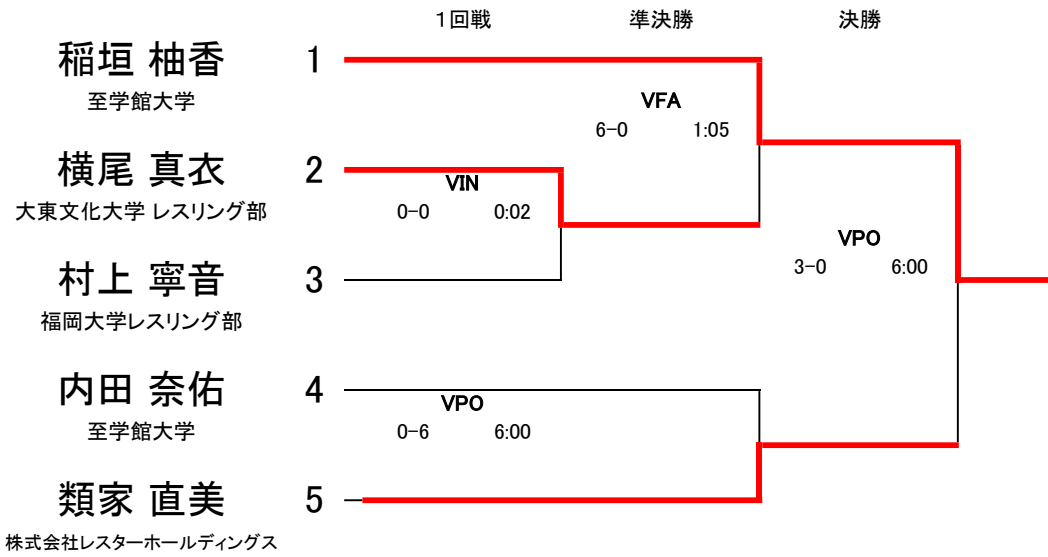 1回戦 準決勝 決勝
稲垣 柚香 1
至学館大学
VFA
6-0 1:05
横尾 真衣 2
大東文化大学 レスリング部
VIN
0-0 0:02
VPO
3-0 6:00
村上 寧音 3
福岡大学レスリング部
内田 奈佑 4
至学館大学
VPO
0-6 6:00
類家 直美 5
株式会社レスターホールディングス